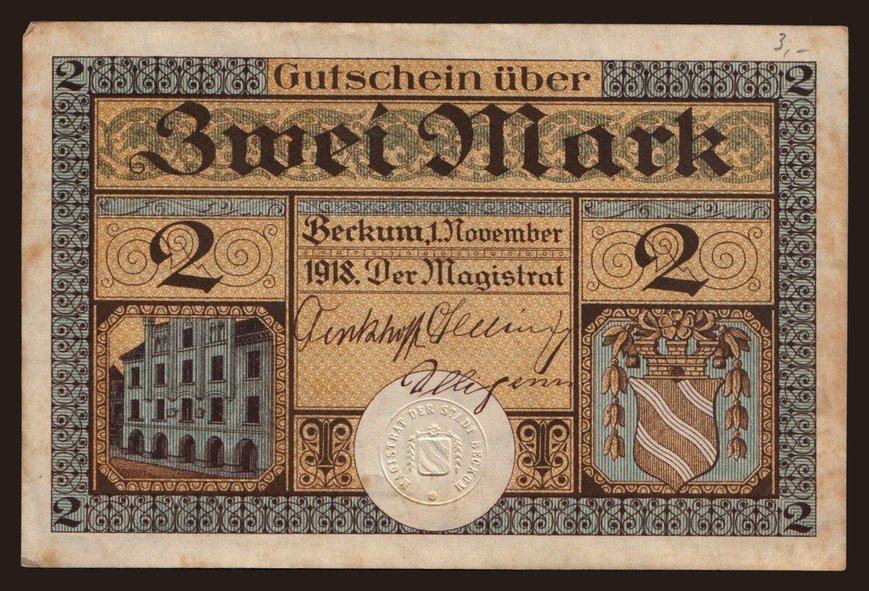 3,-
2 Gutschein über 2
Zwei Mark
2 Beckum, 1. November 2
1918. Der Magistrat
MAGISTRAT DER STADT BECKUM
2 2